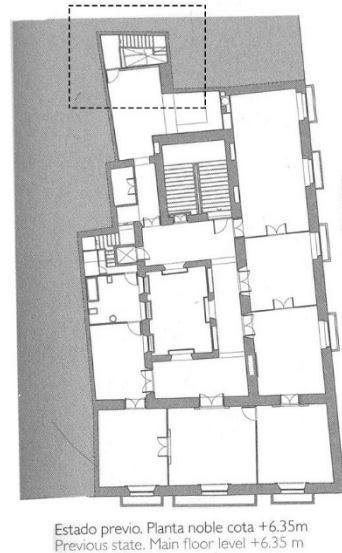 Estado previo. Planta noble cota +6.35m
Previous state. Main floor level +6.35 m